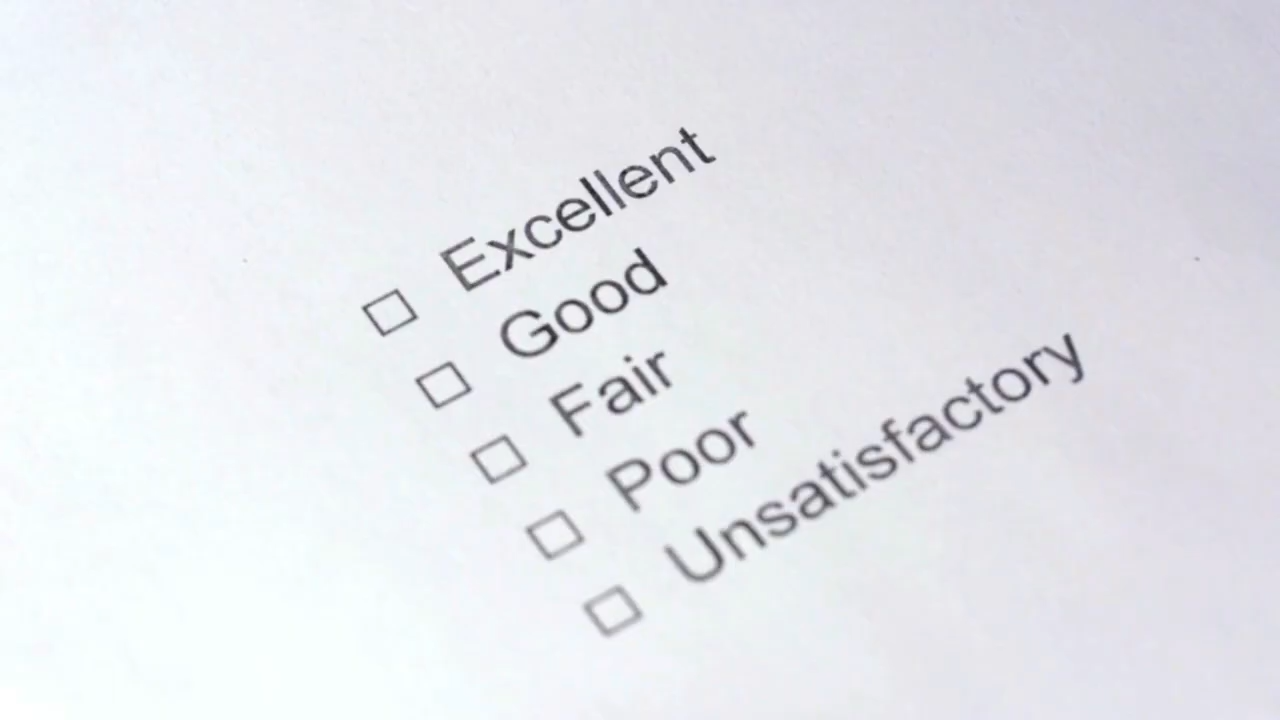 ☐ Excellent
☐ Good
☐ Fair
☐ Poor
☐ Unsatisfactory